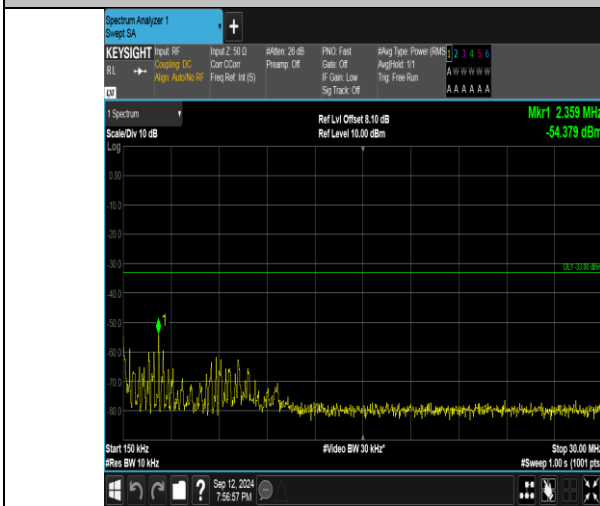 Spectrum Analyzer 1
Swept SA
+
KEYSIGHT
RL
Input: RF
Coupling: DC
Align: Auto/No RF
Input Z: 50 Ω
Corr CCorr
Freq Ref: Int (S)
#Atten: 26 dB
Preamp: Off
PNO: Fast
Gate: Off
IF Gain: Low
Sig Track: Off
#Avg Type: Power (RMS
Avg|Hold: 1/1
Trig: Free Run
1 2 3 4 5 6
A W W W W W
A A A A A A
1 Spectrum
Scale/Div 10 dB
Ref Lvl Offset 8.10 dB
Ref Level 10.00 dBm
Mkr1 2.359 MHz
-54.379 dBm
Log
0.00
-10.0
-20.0
-30.0
DL1 -33.00 dBm
-40.0
1
-50.0
-60.0
-70.0
-80.0
Start 150 kHz
#Video BW 30 kHz*
Stop 30.00 MHz
#Res BW 10 kHz
#Sweep 1.00 s (1001 pts
?
Sep 12, 2024
7:56:57 PM